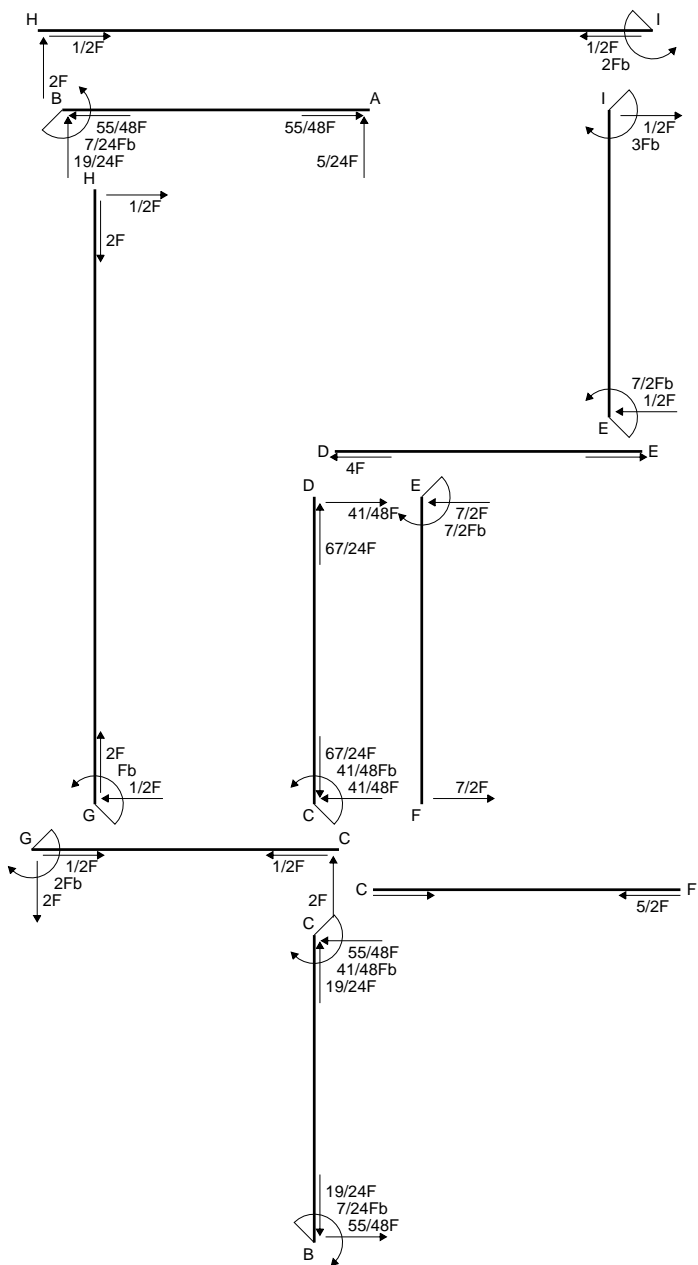 H
I
1/2F
1/2F
2Fb
2F
B
A
I
55/48F
7/24Fb
19/24F
55/48F
5/24F
1/2F
3Fb
H
1/2F
2F
7/2Fb
1/2F
E
D
E
4F
D
E
41/48F
7/2F
7/2Fb
67/24F
2F
Fb
1/2F
G
67/24F
41/48Fb
41/48F
C
7/2F
F
G
C
1/2F
1/2F
2Fb
2F
2F
C
F
5/2F
C
55/48F
41/48Fb
19/24F
19/24F
7/24Fb
55/48F
B